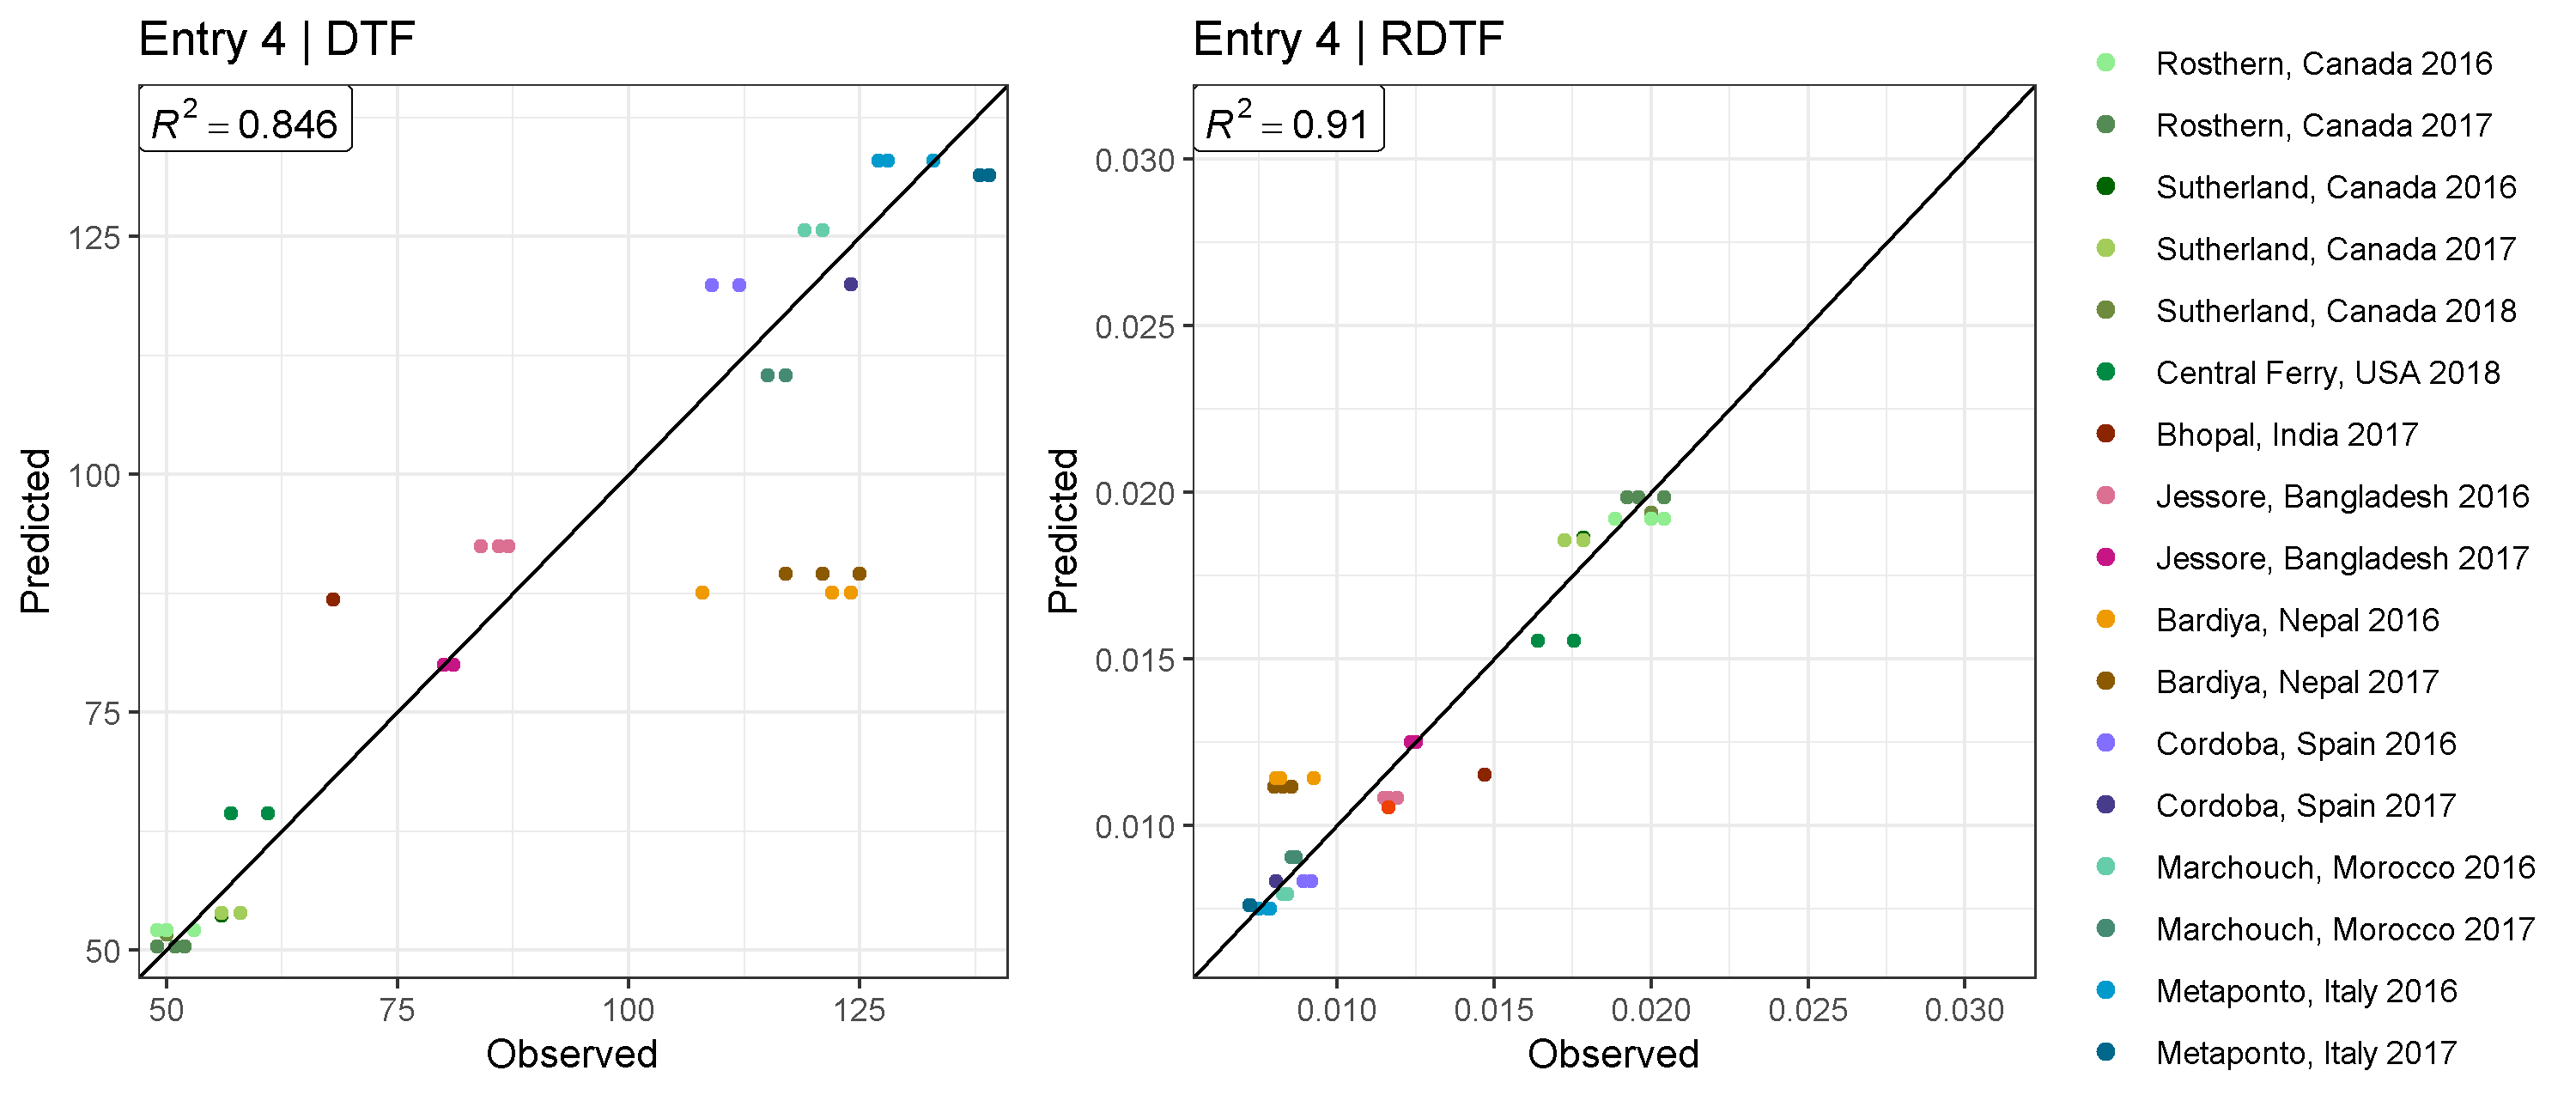 Entry 4 | DTF
R² = 0.846
125
100
75
50
50 75 100 125
Observed
Predicted
Entry 4 | RDTF
R² = 0.91
0.030
0.025
0.020
0.015
0.010
0.010 0.015 0.020 0.025 0.030
Observed
Predicted
Rosthern, Canada 2016
Rosthern, Canada 2017
Sutherland, Canada 2016
Sutherland, Canada 2017
Sutherland, Canada 2018
Central Ferry, USA 2018
Bhopal, India 2017
Jessore, Bangladesh 2016
Jessore, Bangladesh 2017
Bardiya, Nepal 2016
Bardiya, Nepal 2017
Cordoba, Spain 2016
Cordoba, Spain 2017
Marchouch, Morocco 2016
Marchouch, Morocco 2017
Metaponto, Italy 2016
Metaponto, Italy 2017